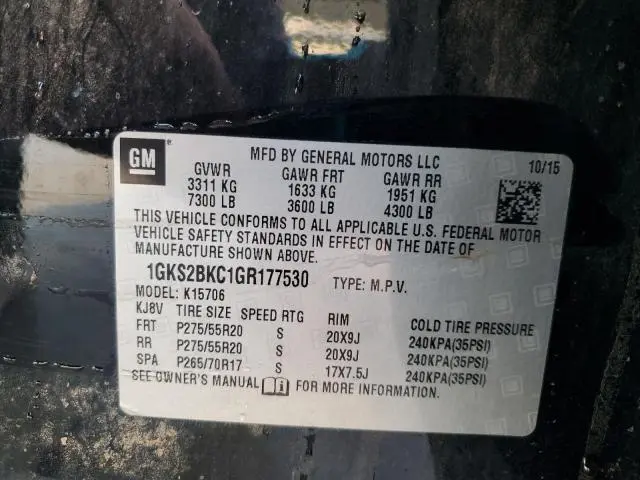 GM MFD BY GENERAL MOTORS LLC 10/15
GVWR GAWR FRT GAWR RR
3311 KG 1633 KG 1951 KG
7300 LB 3600 LB 4300 LB
THIS VEHICLE CONFORMS TO ALL APPLICABLE U.S. FEDERAL MOTOR
VEHICLE SAFETY STANDARDS IN EFFECT ON THE DATE OF
MANUFACTURE SHOWN ABOVE.
1GKS2BKC1GR177530 TYPE: M.P.V.
MODEL: K15706
KJ8V TIRE SIZE SPEED RTG RIM COLD TIRE PRESSURE
FRT P275/55R20 S 20X9J 240KPA(35PSI)
RR P275/55R20 S 20X9J 240KPA(35PSI)
SPA P265/70R17 S 17X7.5J 240KPA(35PSI)
SEE OWNER'S MANUAL FOR MORE INFORMATION.